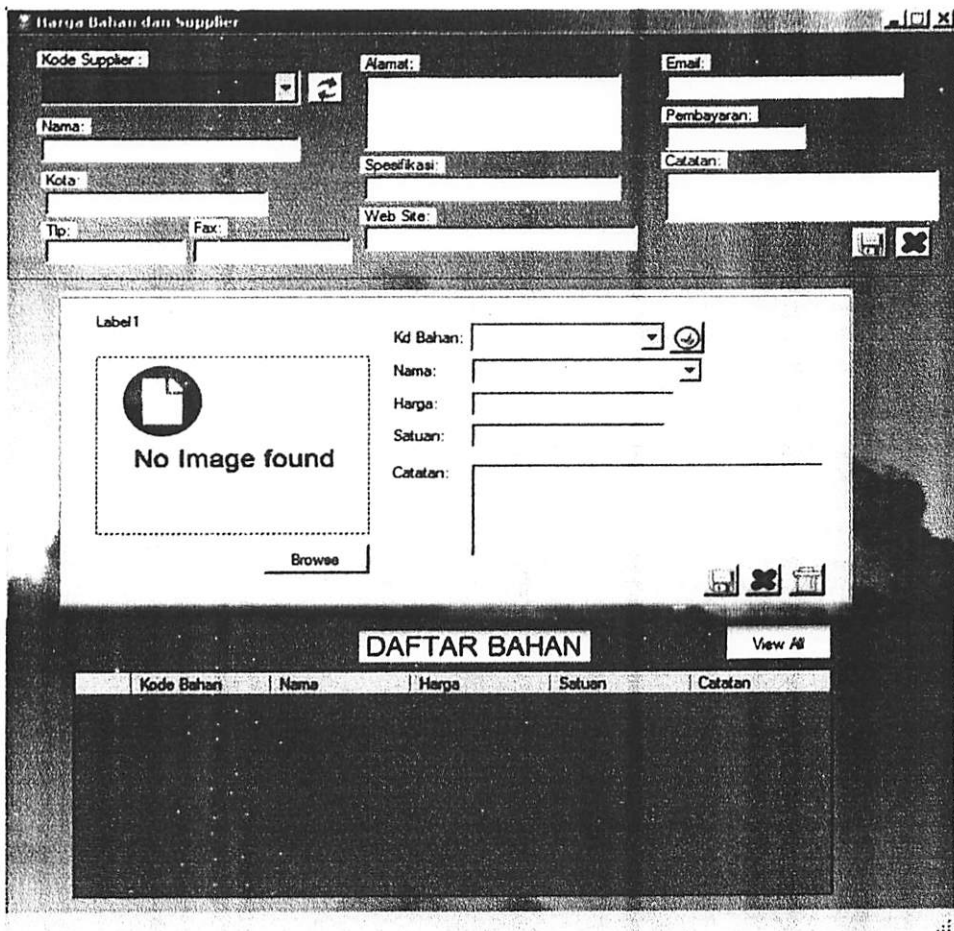 Harga Bahan dan Supplier
Kode Supplier :
Nama:
Kota:
Tlp:
Fax:
Alamat:
Spesifikasi:
Web Site:
Email:
Pembayaran:
Catatan:
Label1
No Image found
Browse
Kd Bahan:
Nama:
Harga:
Satuan:
Catatan:
DAFTAR BAHAN
View All
Kode Bahan Nama Harga Satuan Catatan